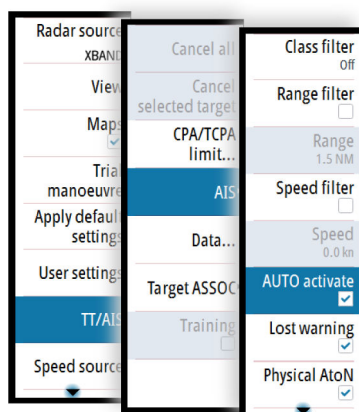 Radar source
XBAND
View
Maps
Trial
manoeuvre
Apply default
settings
User settings
TT/AIS
Speed source
Cancel all
Cancel
selected target
CPA/TCPA
limit...
AIS
Data...
Target ASSOC
Training
Class filter
Off
Range filter
Range
1.5 NM
Speed filter
Speed
0.0 kn
AUTO activate
Lost warning
Physical AtoN